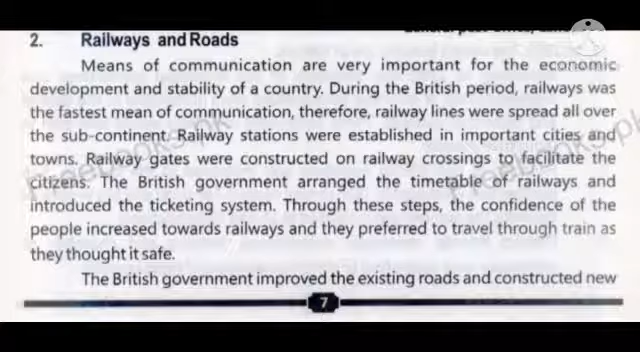 2. Railways and Roads
Means of communication are very important for the economic
development and stability of a country. During the British period, railways was
the fastest mean of communication, therefore, railway lines were spread all over
the sub-continent. Railway stations were established in important cities and
towns. Railway gates were constructed on railway crossings to facilitate the
citizens. The British government arranged the timetable of railways and
introduced the ticketing system. Through these steps, the confidence of the
people increased towards railways and they preferred to travel through train as
they thought it safe.
The British government improved the existing roads and constructed new
7